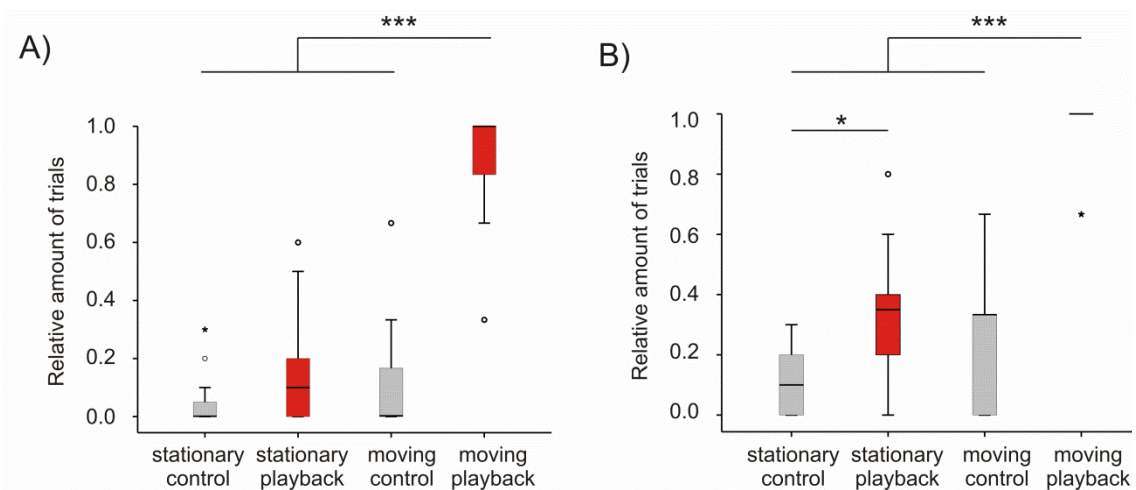 A)
***
Relative amount of trials
1.0
0.8
0.6
0.4
0.2
0.0
stationary control
stationary playback
moving control
moving playback
B)
***
*
Relative amount of trials
1.0
0.8
0.6
0.4
0.2
0.0
stationary control
stationary playback
moving control
moving playback